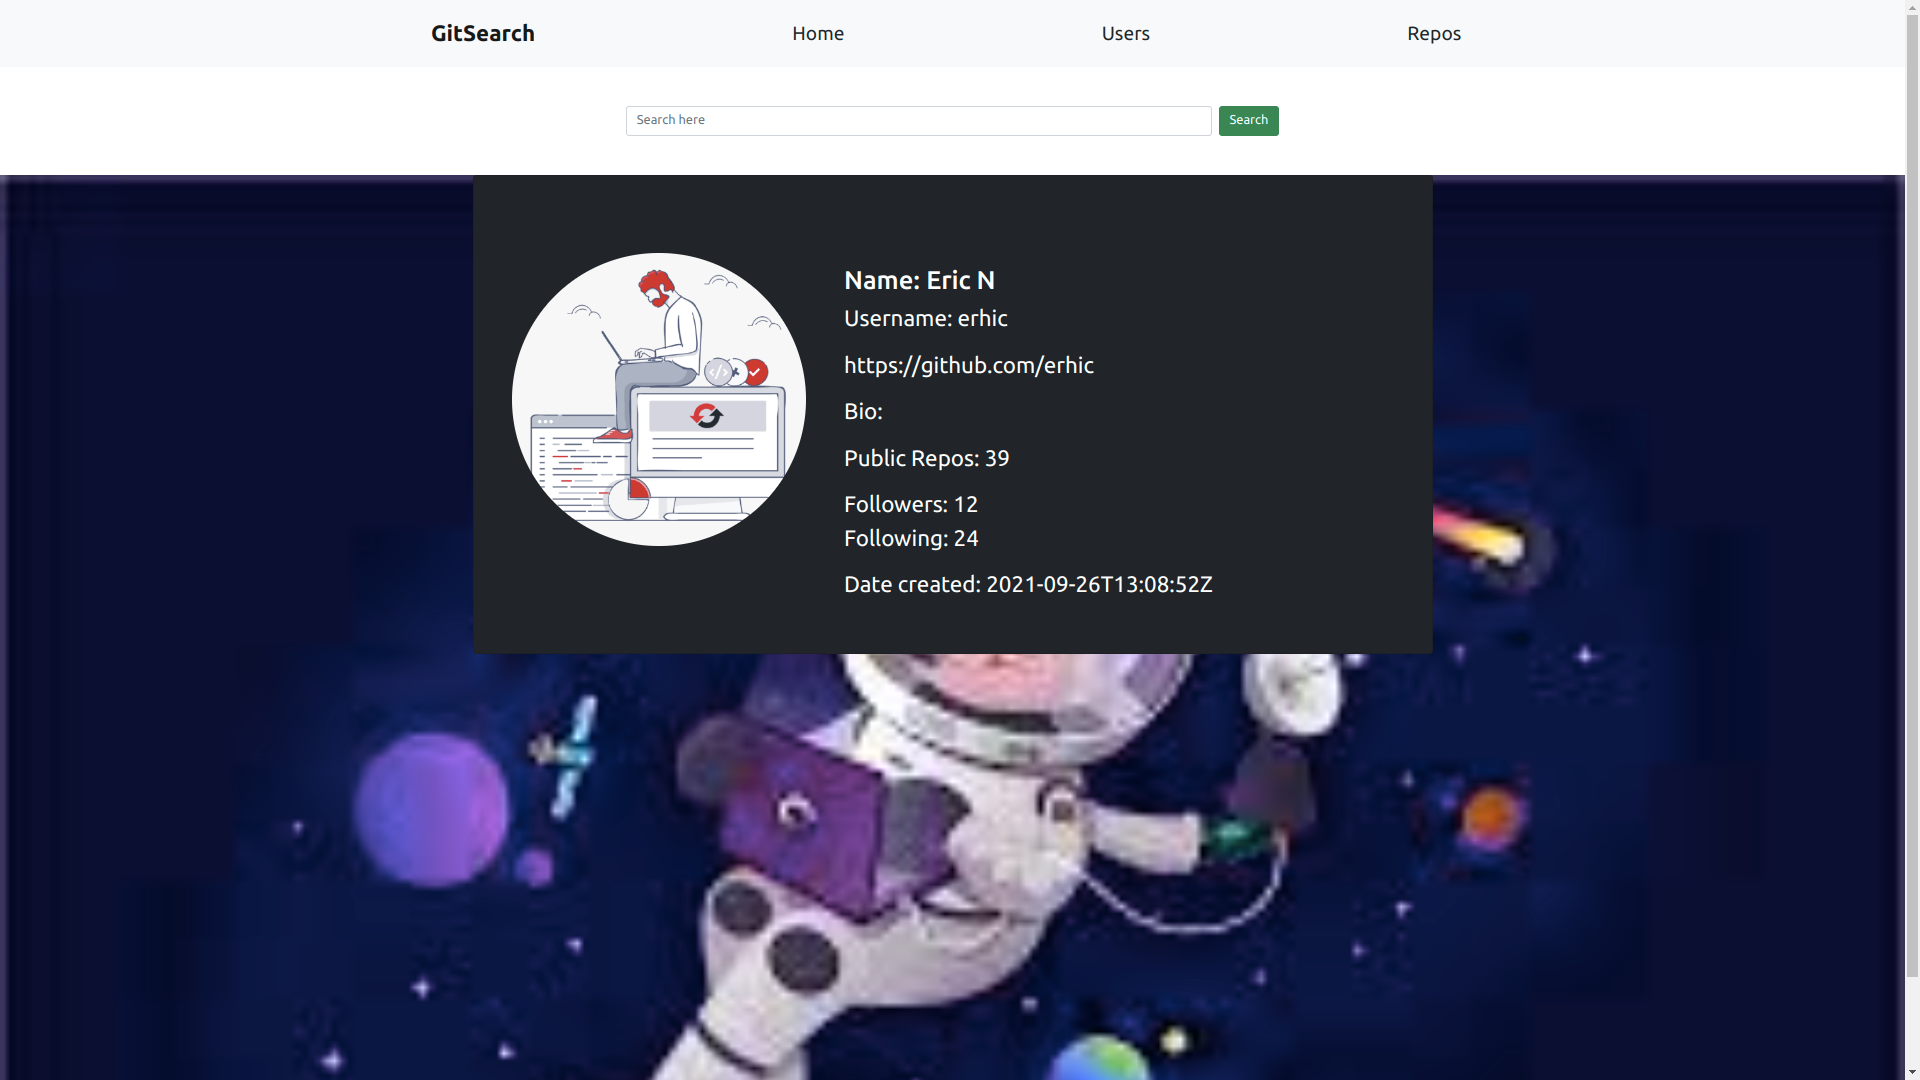 GitSearch Home Users Repos
Search here Search
Name: Eric N
Username: erhic
https://github.com/erhic
Bio:
Public Repos: 39
Followers: 12
Following: 24
Date created: 2021-09-26T13:08:52Z